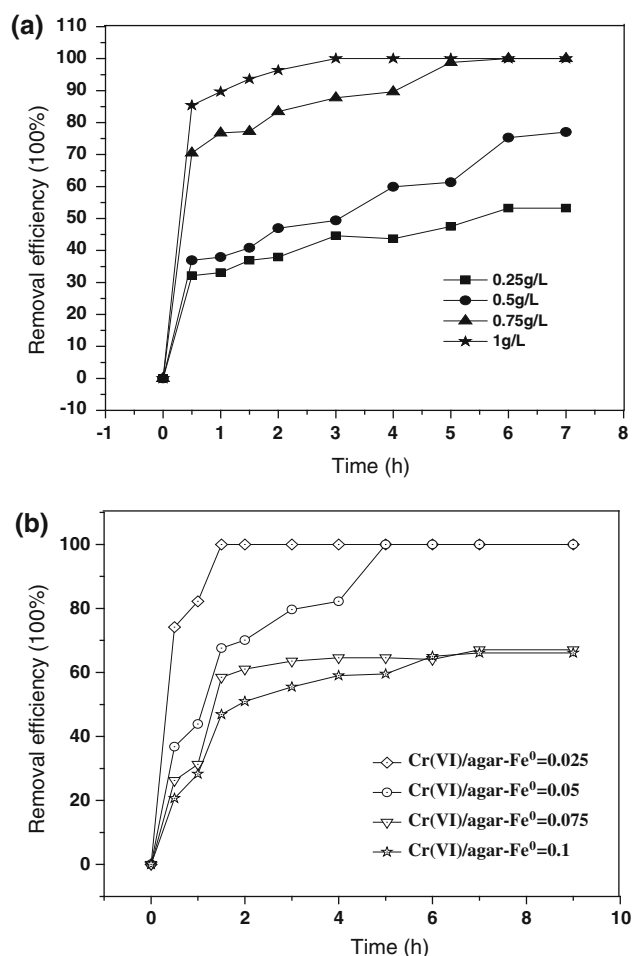 (a)
110
100
90
80
70
60
50
40
30
20
10
0
-10
Removal efficiency (100%)
0.25g/L
0.5g/L
0.75g/L
1g/L
-1 0 1 2 3 4 5 6 7 8
Time (h)
(b)
100
80
60
40
20
0
Removal efficiency (100%)
Cr(VI)/agar-Fe⁰=0.025
Cr(VI)/agar-Fe⁰=0.05
Cr(VI)/agar-Fe⁰=0.075
Cr(VI)/agar-Fe⁰=0.1
0 2 4 6 8 10
Time (h)